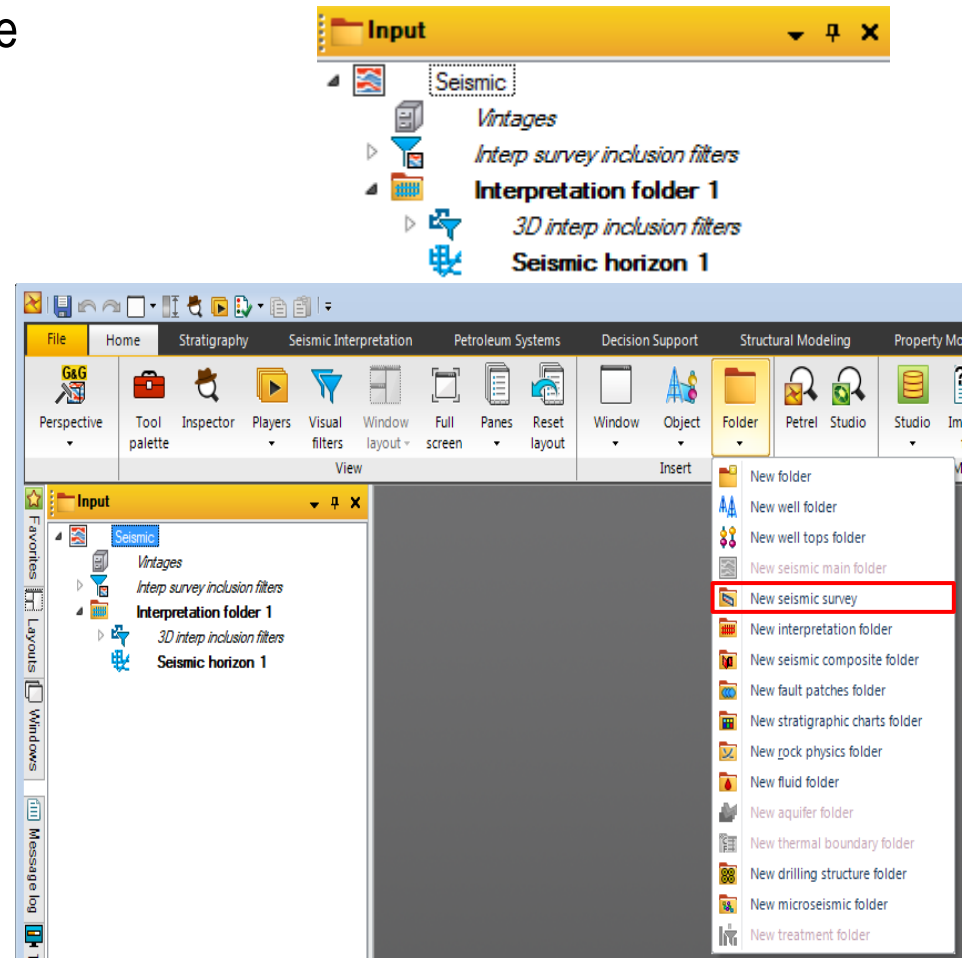 e
Input
Seismic
Vintages
Interp survey inclusion filters
Interpretation folder 1
3D interp inclusion filters
Seismic horizon 1
File Home Stratigraphy Seismic Interpretation Petroleum Systems Decision Support Structural Modeling Property Mo
G&G
Perspective Tool palette Inspector Players Visual filters Window layout Full screen Panes Reset layout Window Object Folder Petrel Studio Studio Im
View Insert M
Input
Seismic
Vintages
Interp survey inclusion filters
Interpretation folder 1
3D interp inclusion filters
Seismic horizon 1
Favorites
Layouts
Windows
Message log
New folder
New well folder
New well tops folder
New seismic main folder
New seismic survey
New interpretation folder
New seismic composite folder
New fault patches folder
New stratigraphic charts folder
New rock physics folder
New fluid folder
New aquifer folder
New thermal boundary folder
New drilling structure folder
New microseismic folder
New treatment folder